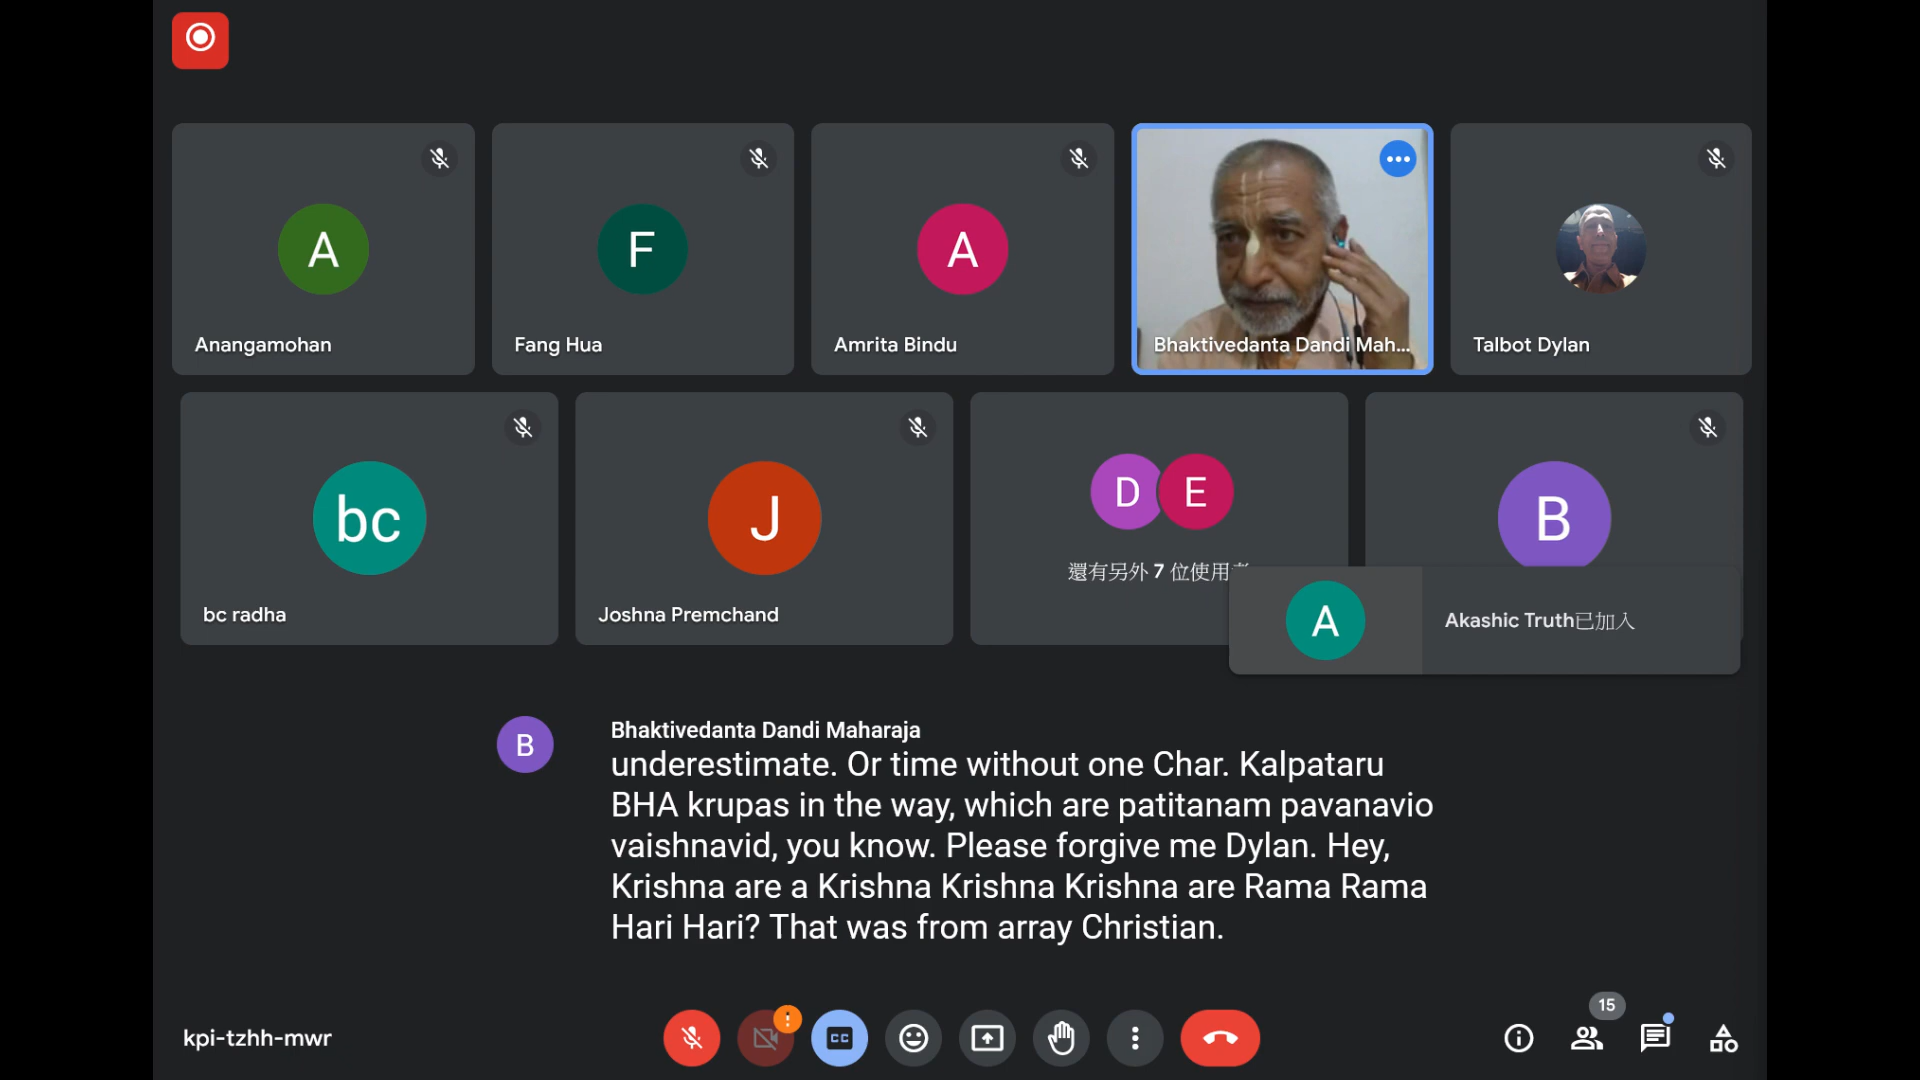 A
F
A
Anangamohan
Fang Hua
Amrita Bindu
Bhaktivedanta Dandi Mah...
Talbot Dylan
bc
J
D E
B
還有另外 7 位使用
bc radha
Joshna Premchand
A
Akashic Truth已加入
B
Bhaktivedanta Dandi Maharaja
underestimate. Or time without one Char. Kalpataru
BHA krupas in the way, which are patitanam pavanavio
vaishnavid, you know. Please forgive me Dylan. Hey,
Krishna are a Krishna Krishna Krishna are Rama Rama
Hari Hari? That was from array Christian.
15
kpi-tzhh-mwr
CC